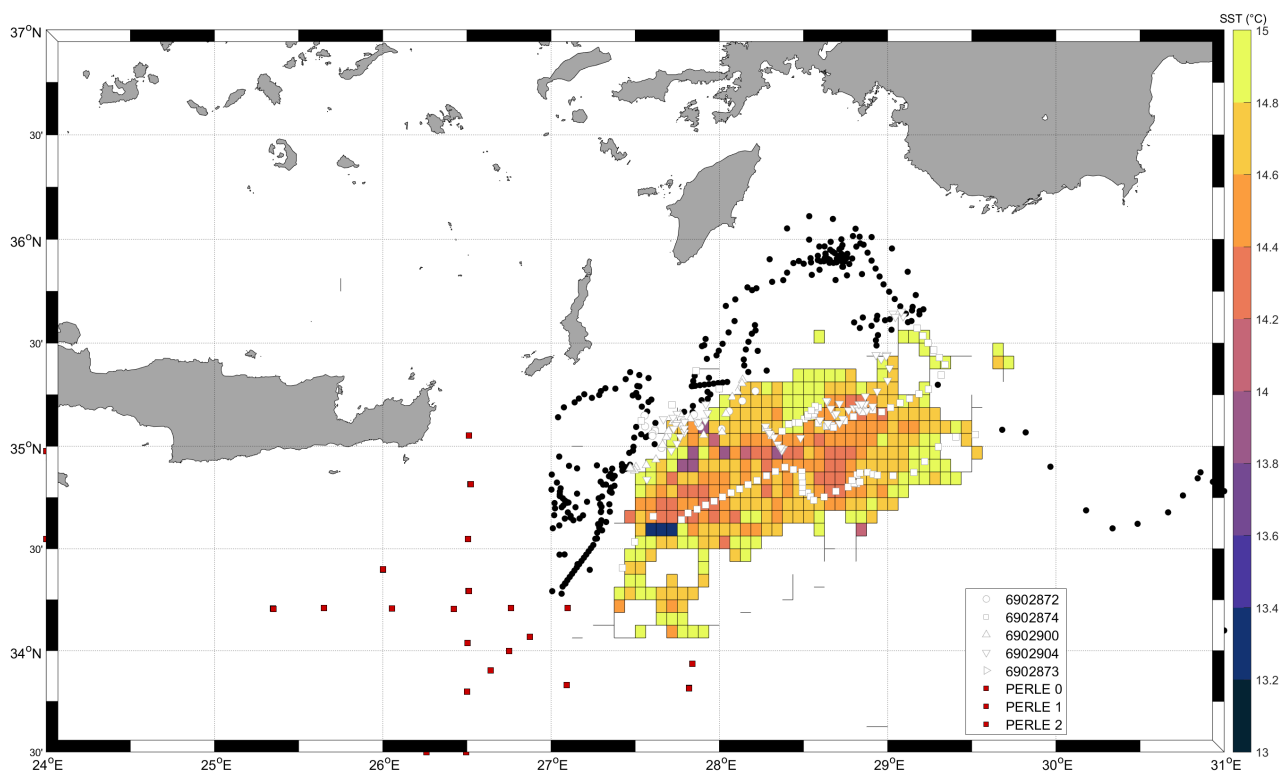 SST (°C)
37°N
30'
36°N
30'
35°N
30'
34°N
30'
24°E
25°E
26°E
27°E
28°E
29°E
30°E
31°E
15
14.8
14.6
14.4
14.2
14
13.8
13.6
13.4
13.2
13
6902872
6902874
6902900
6902904
6902873
PERLE 0
PERLE 1
PERLE 2